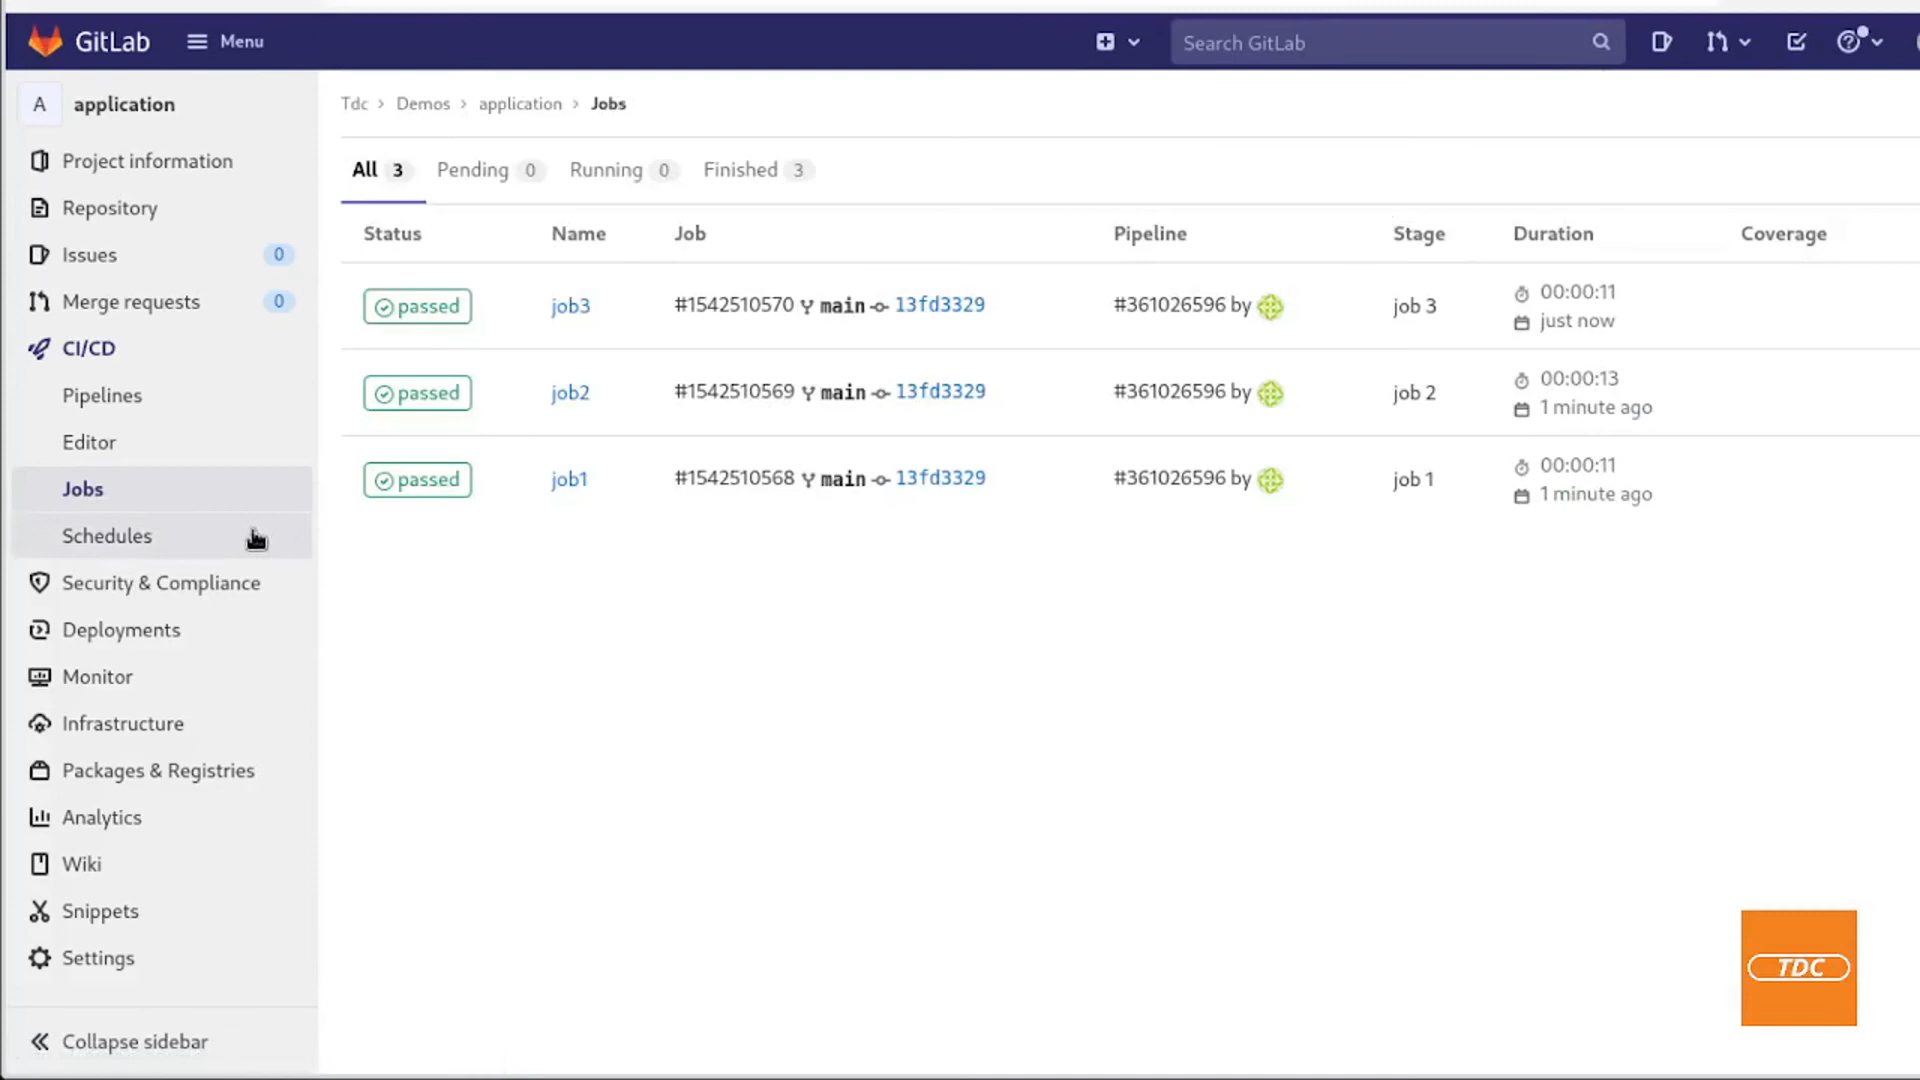 GitLab Menu Search GitLab
A application
Tdc > Demos > application > Jobs
Project information
Repository
Issues 0
Merge requests 0
CI/CD
Pipelines
Editor
Jobs
Schedules
Security & Compliance
Deployments
Monitor
Infrastructure
Packages & Registries
Analytics
Wiki
Snippets
Settings
Collapse sidebar
All 3 Pending 0 Running 0 Finished 3
Status Name Job Pipeline Stage Duration Coverage
passed job3 #1542510570 main 13fd3329 #361026596 by job 3 00:00:11
just now
passed job2 #1542510569 main 13fd3329 #361026596 by job 2 00:00:13
1 minute ago
passed job1 #1542510568 main 13fd3329 #361026596 by job 1 00:00:11
1 minute ago
TDC